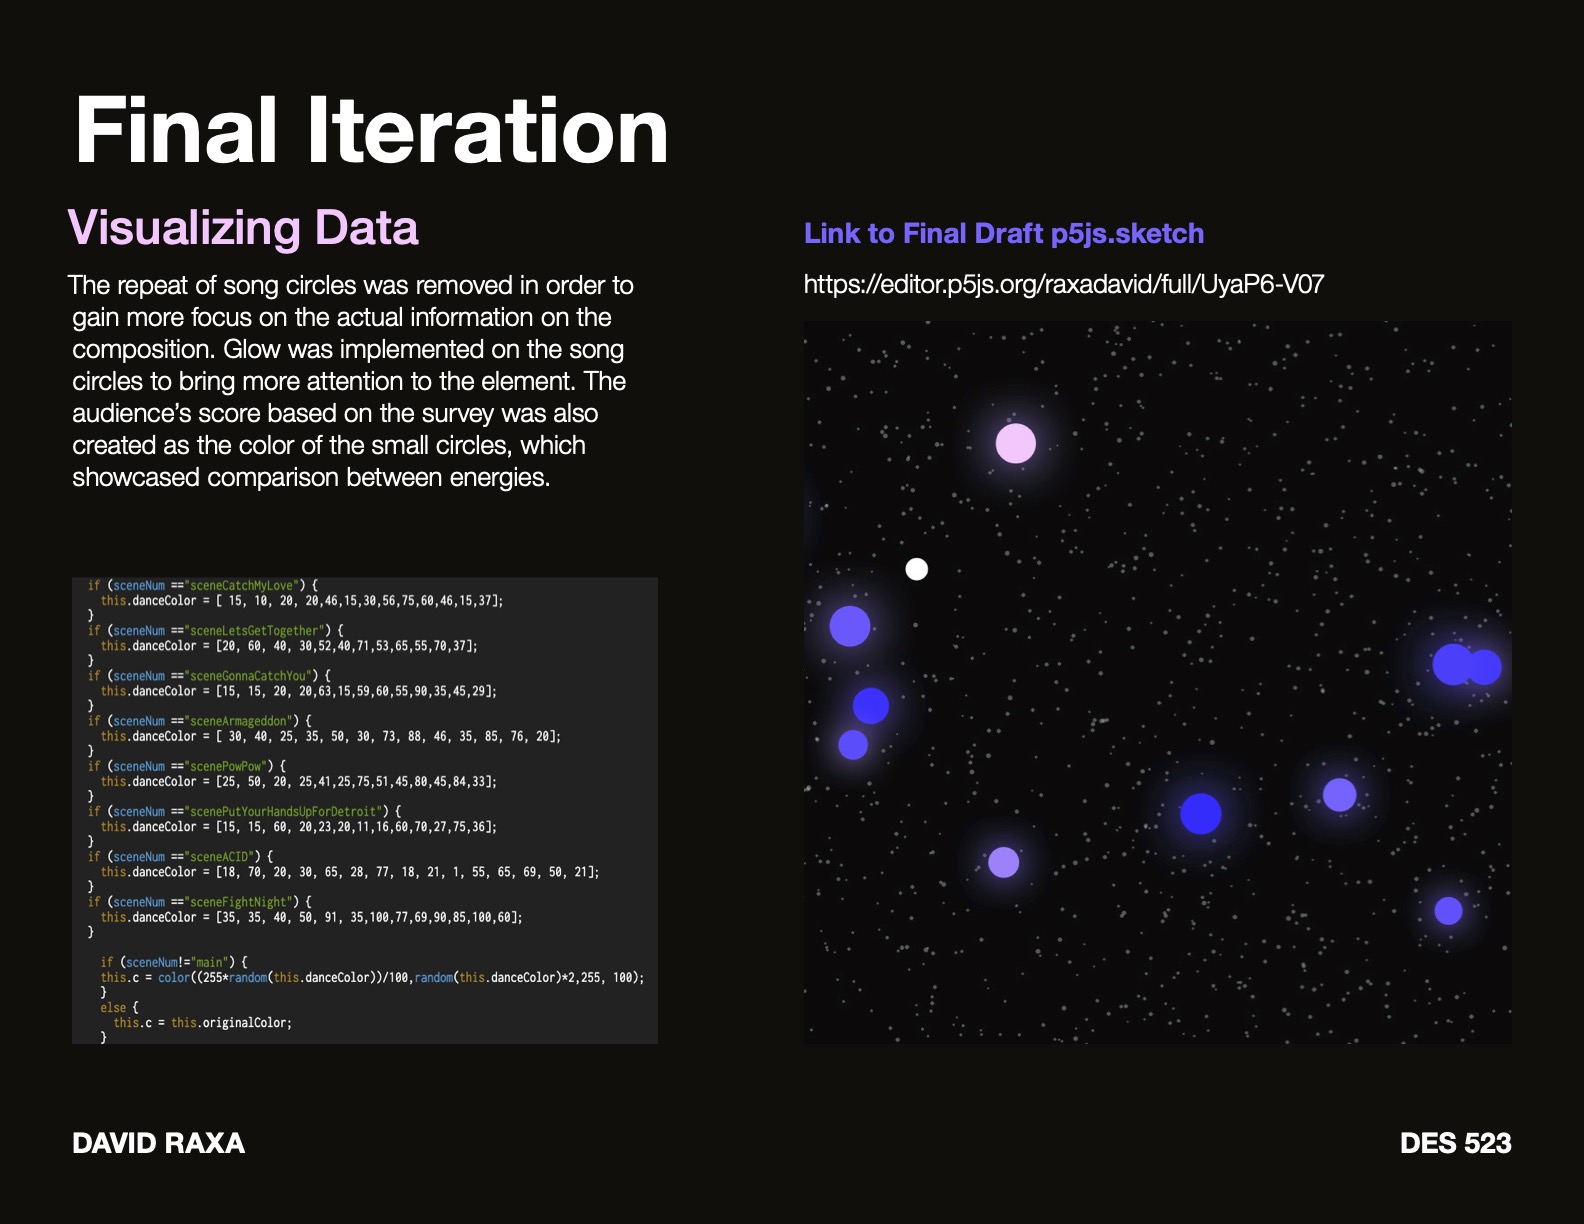 Final Iteration
Visualizing Data
The repeat of song circles was removed in order to
gain more focus on the actual information on the
composition. Glow was implemented on the song
circles to bring more attention to the element. The
audience’s score based on the survey was also
created as the color of the small circles, which
showcased comparison between energies.
if (sceneNum =="sceneCatchMyLove") {
this.danceColor = [ 15, 10, 20, 20,46,15,30,56,75,60,46,15,37];
}
if (sceneNum =="sceneLetsGetTogether") {
this.danceColor = [20, 60, 40, 30,52,40,71,53,65,55,70,37];
}
if (sceneNum =="sceneGonnaCatchYou") {
this.danceColor = [15, 15, 20, 20,63,15,59,60,55,90,35,45,29];
}
if (sceneNum =="sceneArmageddon") {
this.danceColor = [ 30, 40, 25, 35, 50, 30, 73, 88, 46, 35, 85, 76, 20];
}
if (sceneNum =="scenePowPow") {
this.danceColor = [25, 50, 20, 25,41,25,75,51,45,80,45,84,33];
}
if (sceneNum =="scenePutYourHandsUpForDetroit") {
this.danceColor = [15, 15, 60, 20,23,20,11,16,60,70,27,75,36];
}
if (sceneNum =="sceneACID") {
this.danceColor = [18, 70, 20, 30, 65, 28, 77, 18, 21, 1, 55, 65, 69, 50, 21];
}
if (sceneNum =="sceneFightNight") {
this.danceColor = [35, 35, 40, 50, 91, 35,100,77,69,90,85,100,60];
}
if (sceneNum!="main") {
this.c = color((255*random(this.danceColor))/100,random(this.danceColor)*2,255, 100);
}
else {
this.c = this.originalColor;
}
Link to Final Draft p5js.sketch
https://editor.p5js.org/raxadavid/full/UyaP6-V07
DAVID RAXA
DES 523